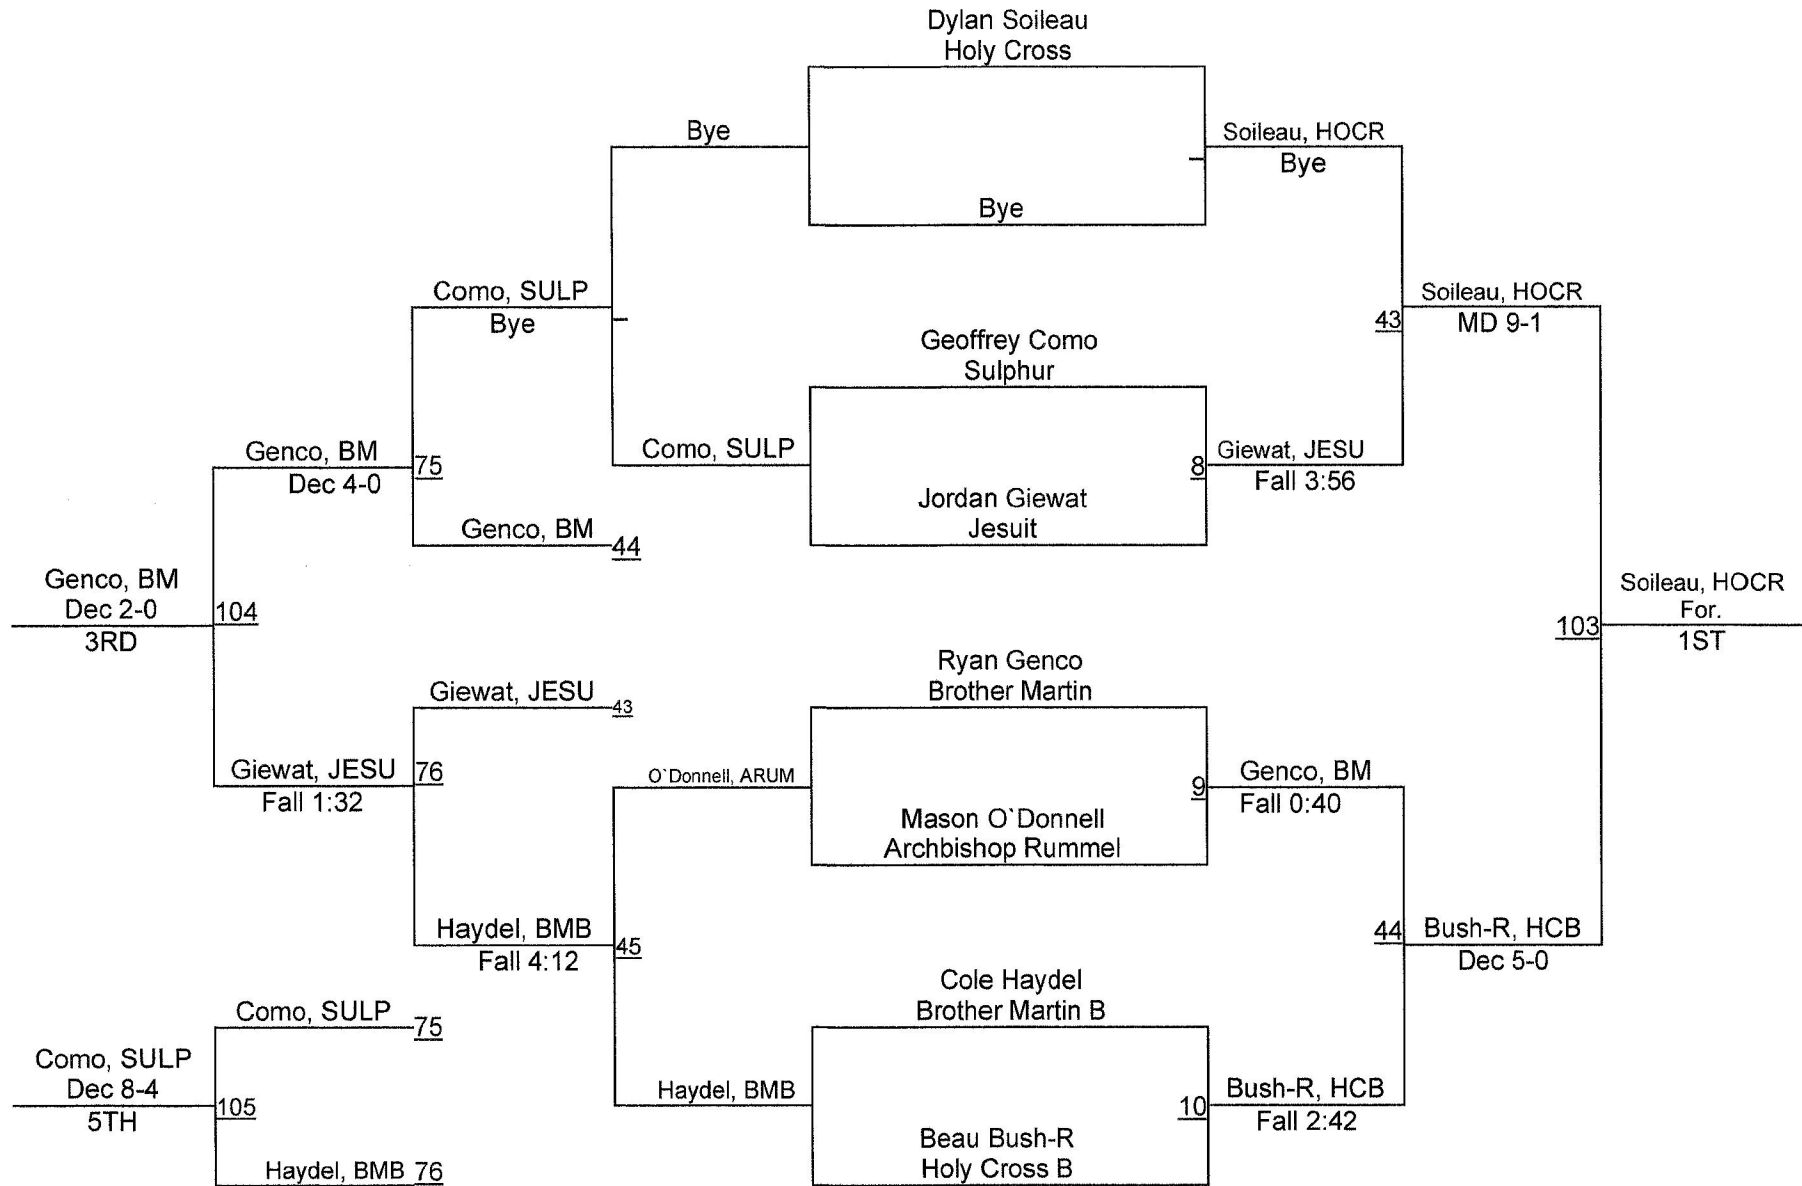 Dylan Soileau
Holy Cross
Bye
Soileau, HOCR
Bye
Bye
Como, SULP
Bye
Soileau, HOCR
43
MD 9-1
Geoffrey Como
Sulphur
Genco, BM
75
Dec 4-0
Como, SULP
8
Giewat, JESU
Fall 3:56
Jordan Giewat
Jesuit
Genco, BM
44
Genco, BM
Dec 2-0
104
3RD
Soileau, HOCR
For.
103
1ST
Ryan Genco
Brother Martin
Giewat, JESU
43
Giewat, JESU
76
Fall 1:32
O`Donnell, ARUM
9
Genco, BM
Fall 0:40
Mason O`Donnell
Archbishop Rummel
Haydel, BMB
45
Fall 4:12
44
Bush-R, HCB
Dec 5-0
Cole Haydel
Brother Martin B
Como, SULP
75
Como, SULP
Dec 8-4
105
5TH
Haydel, BMB
10
Bush-R, HCB
Fall 2:42
Beau Bush-R
Holy Cross B
Haydel, BMB
76